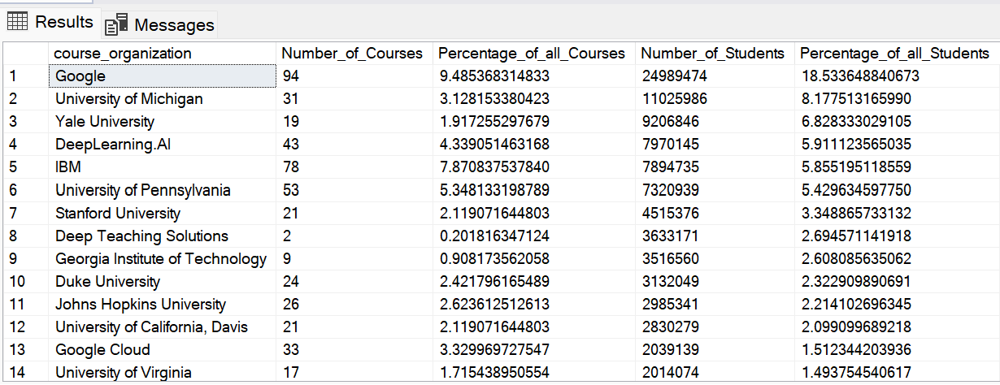 Results Messages
course_organization Number_of_Courses Percentage_of_all_Courses Number_of_Students Percentage_of_all_Students
1 Google 94 9.485368314833 24989474 18.533648840673
2 University of Michigan 31 3.128153380423 11025986 8.177513165990
3 Yale University 19 1.917255297679 9206846 6.828333029105
4 DeepLearning.AI 43 4.339051463168 7970145 5.911123565035
5 IBM 78 7.870837537840 7894735 5.855195118559
6 University of Pennsylvania 53 5.348133198789 7320939 5.429634597750
7 Stanford University 21 2.119071644803 4515376 3.348865733132
8 Deep Teaching Solutions 2 0.201816347124 3633171 2.694571141918
9 Georgia Institute of Technology 9 0.908173562058 3516560 2.608085635062
10 Duke University 24 2.421796165489 3132049 2.322909890691
11 Johns Hopkins University 26 2.623612512613 2985341 2.214102696345
12 University of California, Davis 21 2.119071644803 2830279 2.099099689218
13 Google Cloud 33 3.329969727547 2039139 1.512344203936
14 University of Virginia 17 1.715438950554 2014074 1.493754540617